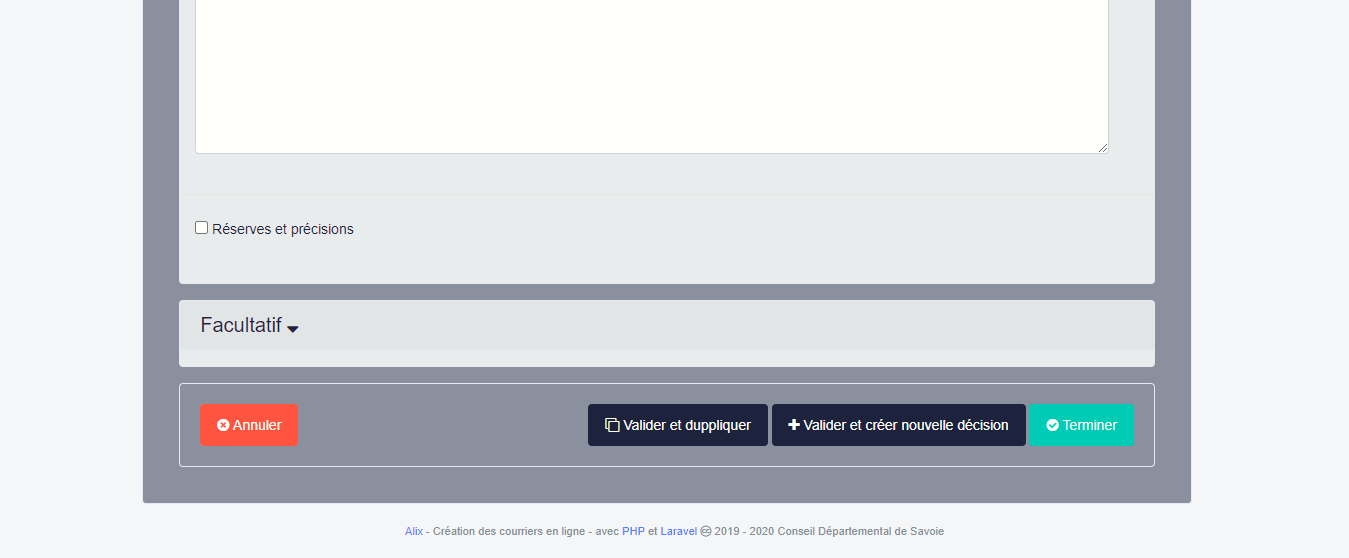 Réserves et précisions
Facultatif
Annuler
Valider et duppliquer
Valider et créer nouvelle décision
Terminer
Alix - Création des courriers en ligne - avec PHP et Laravel 🅭 2019 - 2020 Conseil Départemental de Savoie